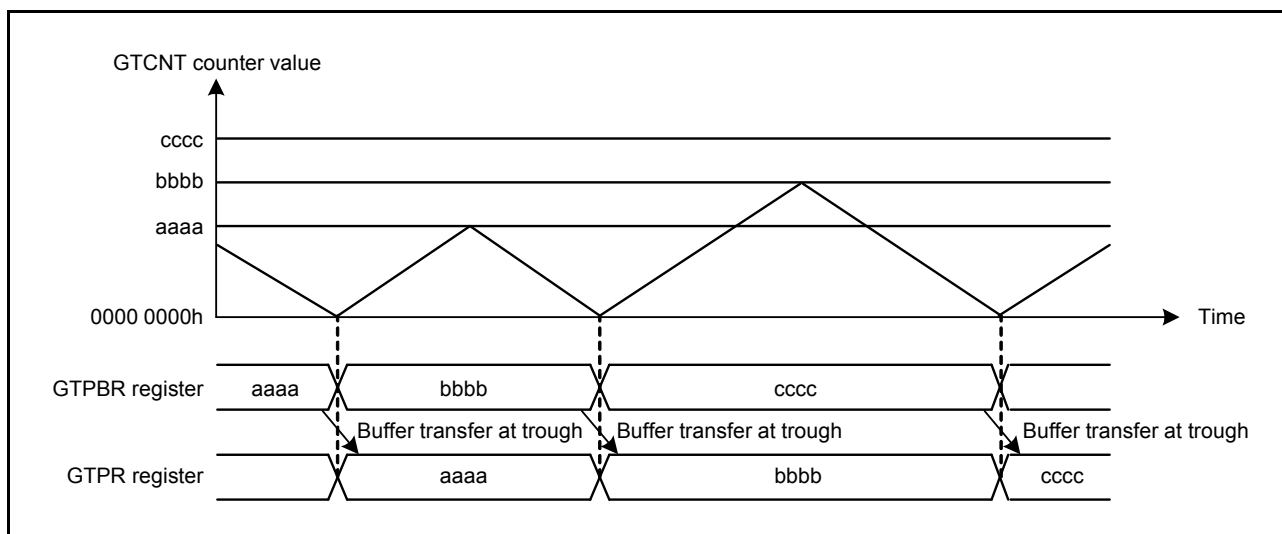 GTCNT counter value
cccc
bbbb
aaaa
0000 0000h
Time
GTPBR register
aaaa
bbbb
cccc
Buffer transfer at trough
Buffer transfer at trough
Buffer transfer at trough
GTPR register
aaaa
bbbb
cccc